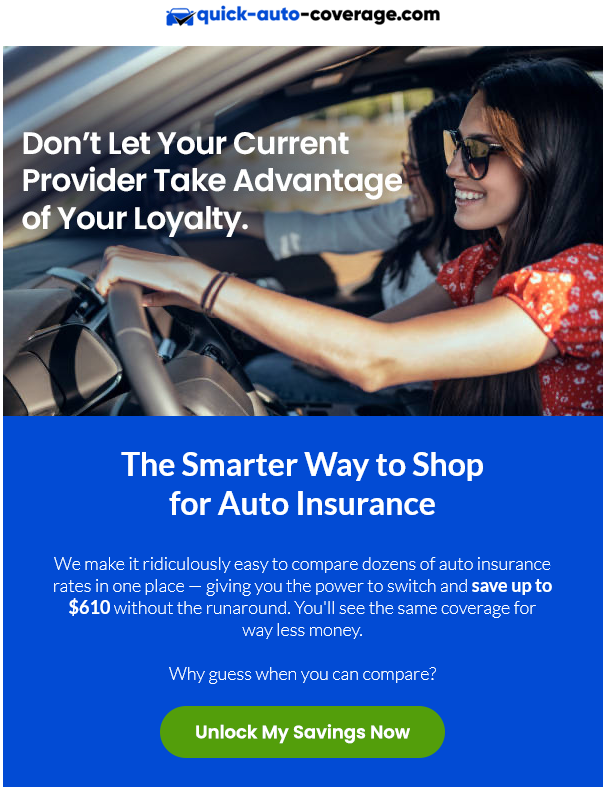 quick-auto-coverage.com
Don’t Let Your Current
Provider Take Advantage
of Your Loyalty.
The Smarter Way to Shop
for Auto Insurance
We make it ridiculously easy to compare dozens of auto insurance
rates in one place — giving you the power to switch and save up to
$610 without the runaround. You'll see the same coverage for
way less money.
Why guess when you can compare?
Unlock My Savings Now